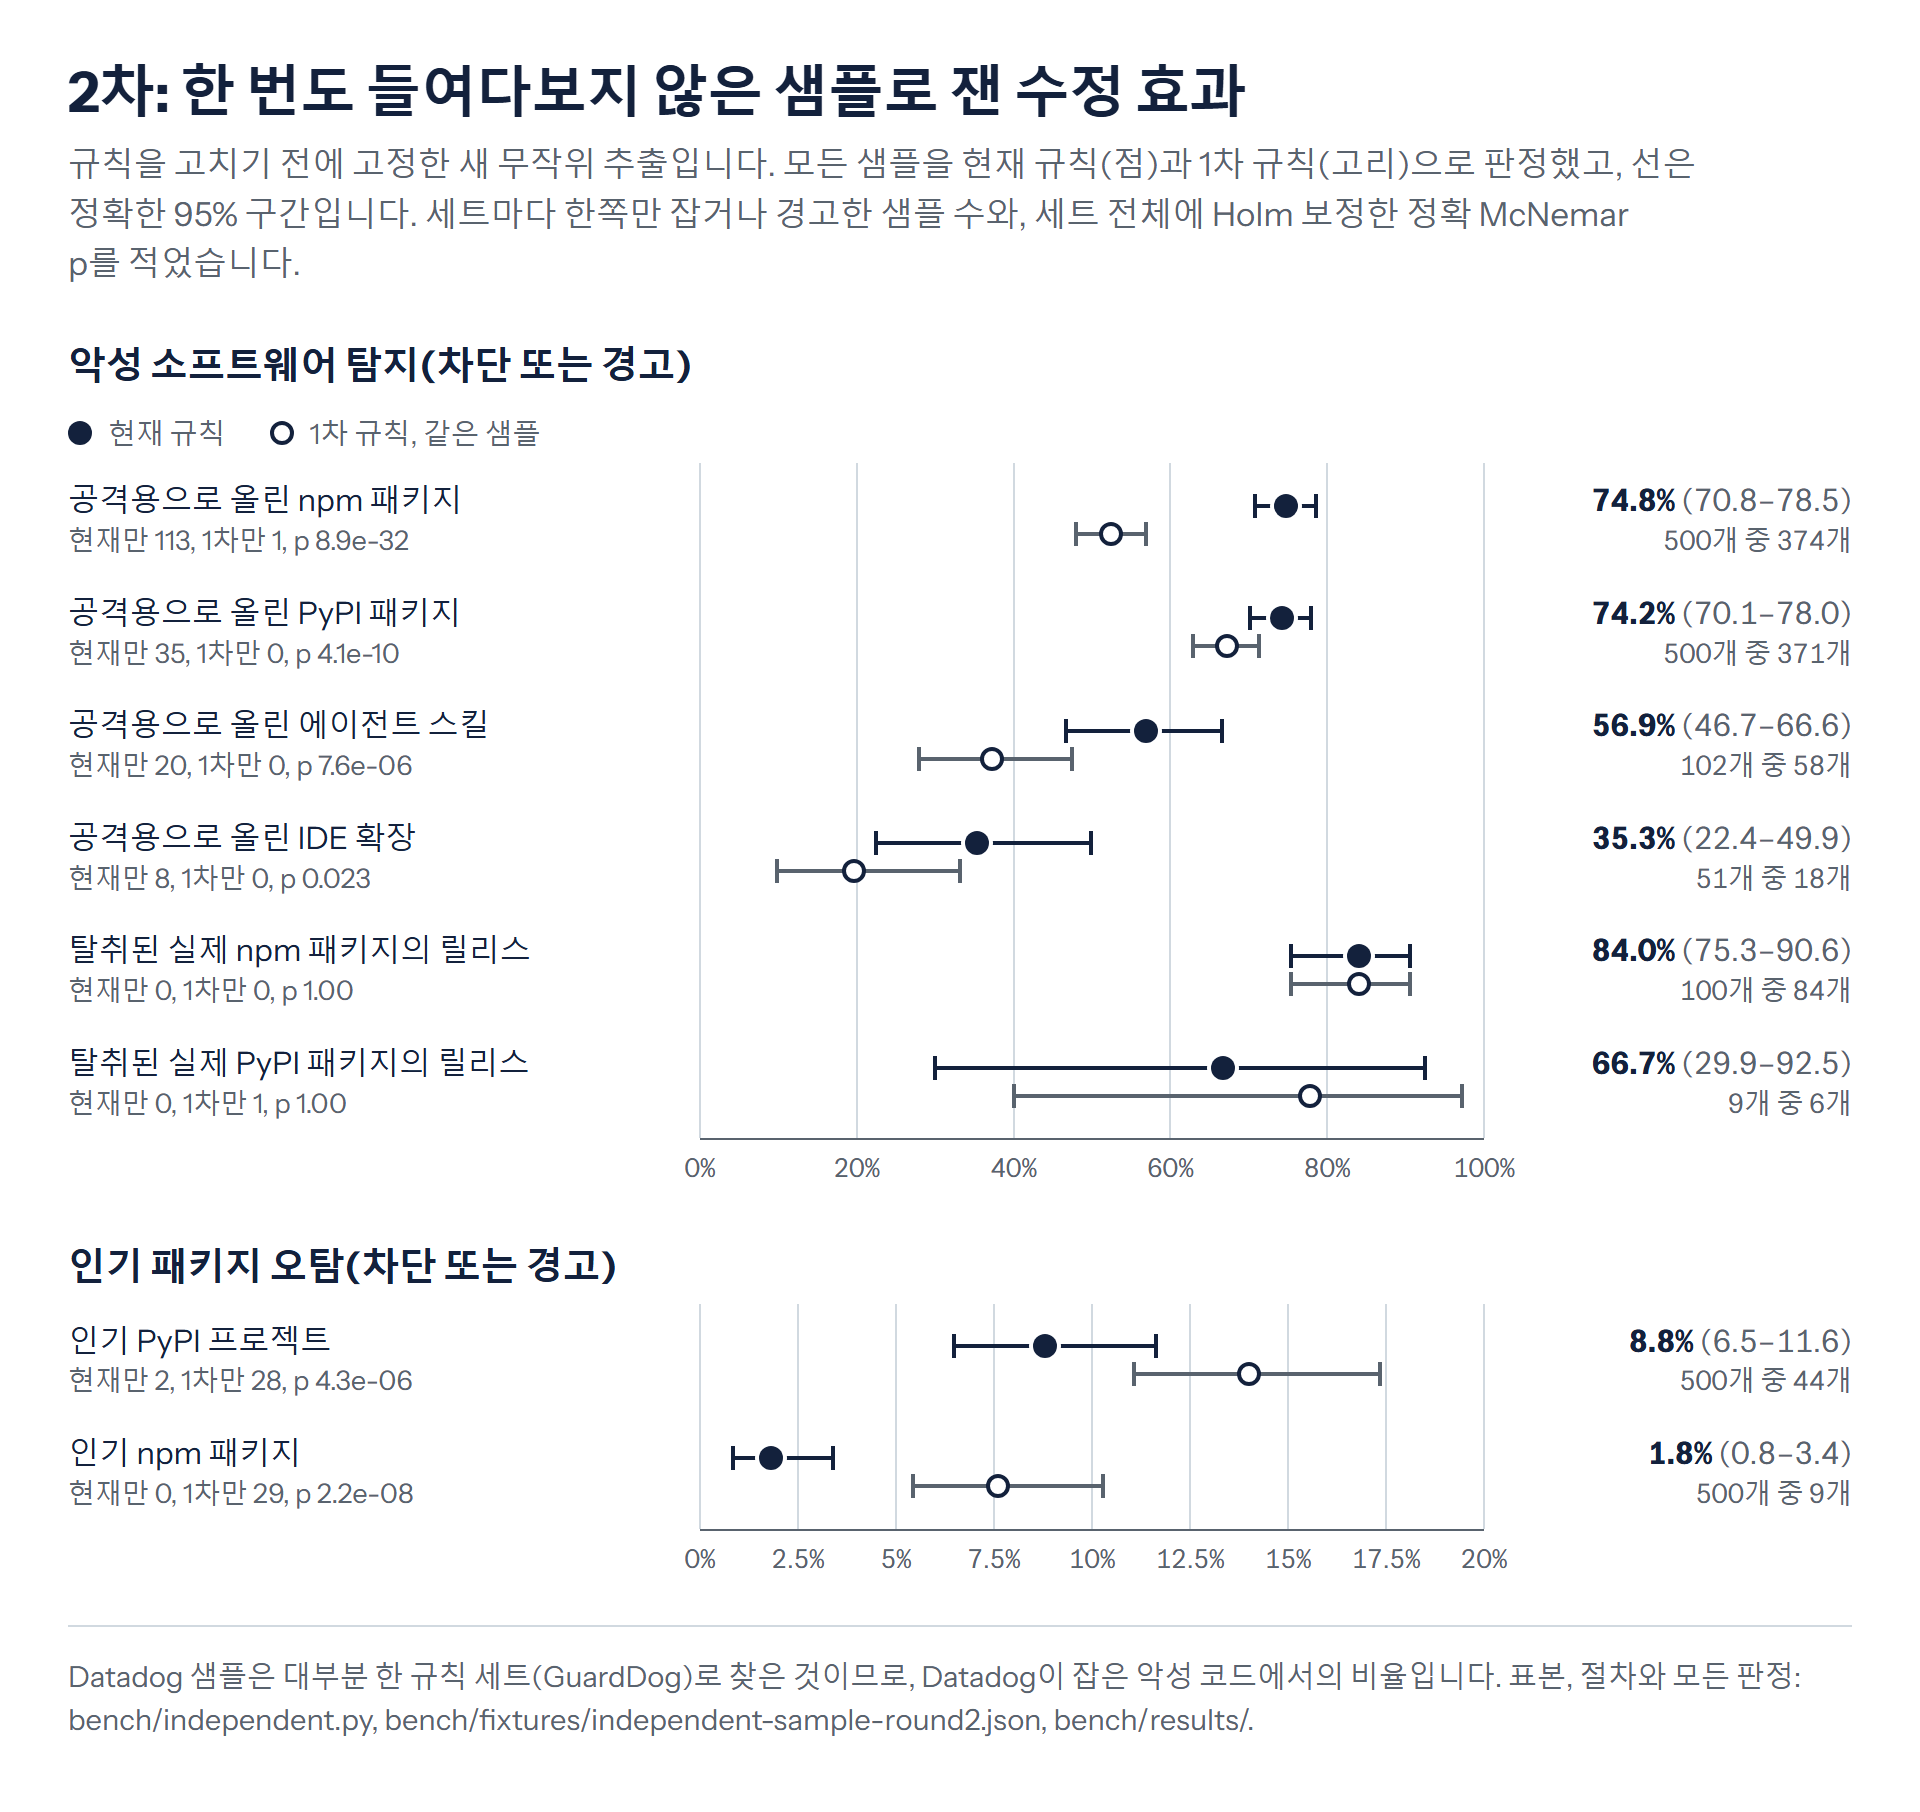 2차: 한 번도 들여다보지 않은 샘플로 잰 수정 효과
규칙을 고치기 전에 고정한 새 무작위 추출입니다. 모든 샘플을 현재 규칙(점)과 1차 규칙(고리)으로 판정했고, 선은
정확한 95% 구간입니다. 세트마다 한쪽만 잡거나 경고한 샘플 수와, 세트 전체에 Holm 보정한 정확 McNemar
p를 적었습니다.
악성 소프트웨어 탐지(차단 또는 경고)
현재 규칙 1차 규칙, 같은 샘플
공격용으로 올린 npm 패키지 74.8% (70.8–78.5)
현재만 113, 1차만 1, p 8.9e-32 500개 중 374개
공격용으로 올린 PyPI 패키지 74.2% (70.1–78.0)
현재만 35, 1차만 0, p 4.1e-10 500개 중 371개
공격용으로 올린 에이전트 스킬 56.9% (46.7–66.6)
현재만 20, 1차만 0, p 7.6e-06 102개 중 58개
공격용으로 올린 IDE 확장 35.3% (22.4–49.9)
현재만 8, 1차만 0, p 0.023 51개 중 18개
탈취된 실제 npm 패키지의 릴리스 84.0% (75.3–90.6)
현재만 0, 1차만 0, p 1.00 100개 중 84개
탈취된 실제 PyPI 패키지의 릴리스 66.7% (29.9–92.5)
현재만 0, 1차만 1, p 1.00 9개 중 6개
0% 20% 40% 60% 80% 100%
인기 패키지 오탐(차단 또는 경고)
인기 PyPI 프로젝트 8.8% (6.5–11.6)
현재만 2, 1차만 28, p 4.3e-06 500개 중 44개
인기 npm 패키지 1.8% (0.8–3.4)
현재만 0, 1차만 29, p 2.2e-08 500개 중 9개
0% 2.5% 5% 7.5% 10% 12.5% 15% 17.5% 20%
Datadog 샘플은 대부분 한 규칙 세트(GuardDog)로 찾은 것이므로, Datadog이 잡은 악성 코드에서의 비율입니다. 표본, 절차와 모든 판정:
bench/independent.py, bench/fixtures/independent-sample-round2.json, bench/results/.